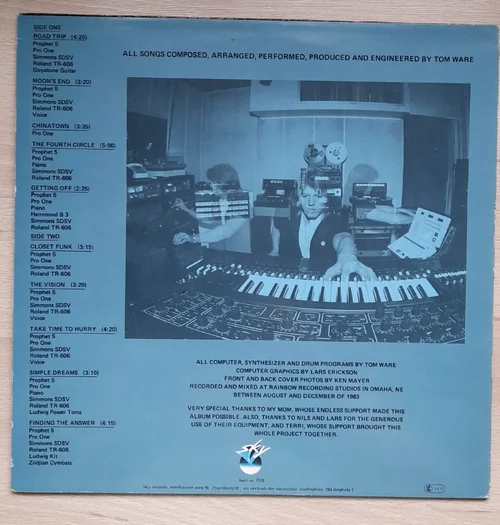 SIDE ONE
ROAD TRIP (4:20)
Prophet 5
Pro One
Simmons SDSV
Roland TR-606
Goystone Guitar
MOON'S END (3:20)
Prophet 5
Pro One
Simmons SDSV
Roland TR-606
Voice
CHINATOWN (3:35)
Pro One
THE FOURTH CIRCLE (5:00)
Prophet 5
Pro One
Piano
Simmons SDSV
Roland TR-606
GETTING OFF (2:25)
Prophet 5
Pro One
Piano
Hammond B 3
Simmons SDSV
Roland TR-606
SIDE TWO
CLOSET FUNK (3:15)
Prophet 5
Pro One
Simmons SDSV
Roland TR-606
THE VISION (3:20)
Prophet 5
Pro One
Simmons SDSV
Roland TR-606
Voice
TAKE TIME TO HURRY (4:20)
Prophet 5
Pro One
Simmons SDSV
Roland TR-606
Voice
SIMPLE DREAMS (3:10)
Prophet 5
Pro One
Piano
Simmons SDSV
Roland TR-606
Ludwig Power Toms
FINDING THE ANSWER (4:15)
Prophet 5
Pro One
Simmons SDSV
Roland TR-606
Ludwig Kit
Zildjian Cymbals
ALL SONGS COMPOSED, ARRANGED, PERFORMED, PRODUCED AND ENGINEERED BY TOM WARE
ALL COMPUTER, SYNTHESIZER AND DRUM PROGRAMS BY TOM WARE
COMPUTER GRAPHICS BY LARS ERICKSON
FRONT AND BACK COVER PHOTOS BY KEN MAYER
RECORDED AND MIXED AT RAINBOW RECORDING STUDIOS IN OMAHA, NE
BETWEEN AUGUST AND DECEMBER OF 1983
VERY SPECIAL THANKS TO MY MOM, WHOSE ENDLESS SUPPORT MADE THIS
ALBUM POSSIBLE. ALSO, THANKS TO NILS AND LARS FOR THE GENEROUS
USE OF THEIR EQUIPMENT, AND TERRI, WHOSE SUPPORT BROUGHT THIS
WHOLE PROJECT TOGETHER.
SKY